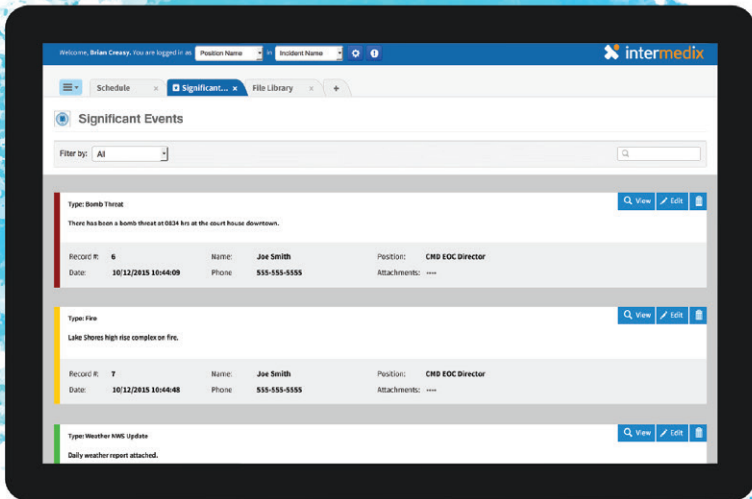 Welcome, Brian Creasy. You are logged in as Position Name in Incident Name
intermedix
Schedule x Significant... x File Library x +
Significant Events
Filter by: All
Type: Bomb Threat
View Edit
There has been a bomb threat at 0834 hrs at the court house downtown.
Record #: 6 Name: Joe Smith Position: CMD EOC Director
Date: 10/12/2015 10:44:09 Phone 555-555-5555 Attachments: ----
Type: Fire
View Edit
Lake Shores high rise complex on fire.
Record #: 7 Name: Joe Smith Position: CMD EOC Director
Date: 10/12/2015 10:44:48 Phone 555-555-5555 Attachments: ----
Type: Weather NWS Update
View Edit
Daily weather report attached.